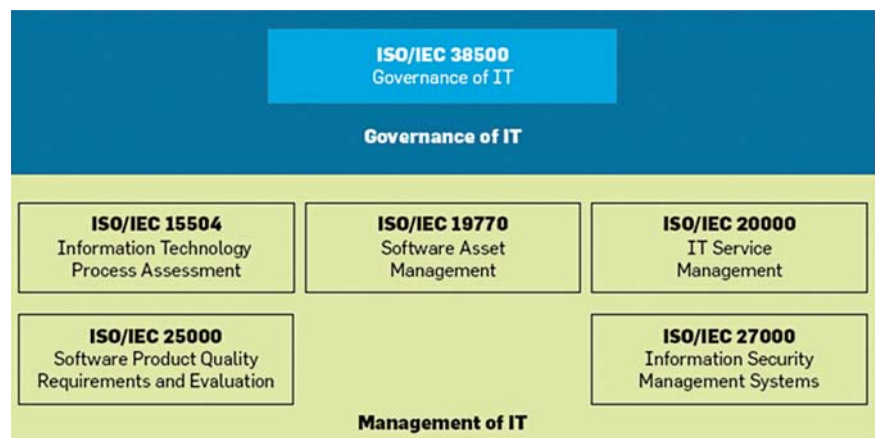 ISO/IEC 38500
Governance of IT
Governance of IT
ISO/IEC 15504
Information Technology
Process Assessment
ISO/IEC 19770
Software Asset
Management
ISO/IEC 20000
IT Service
Management
ISO/IEC 25000
Software Product Quality
Requirements and Evaluation
ISO/IEC 27000
Information Security
Management Systems
Management of IT